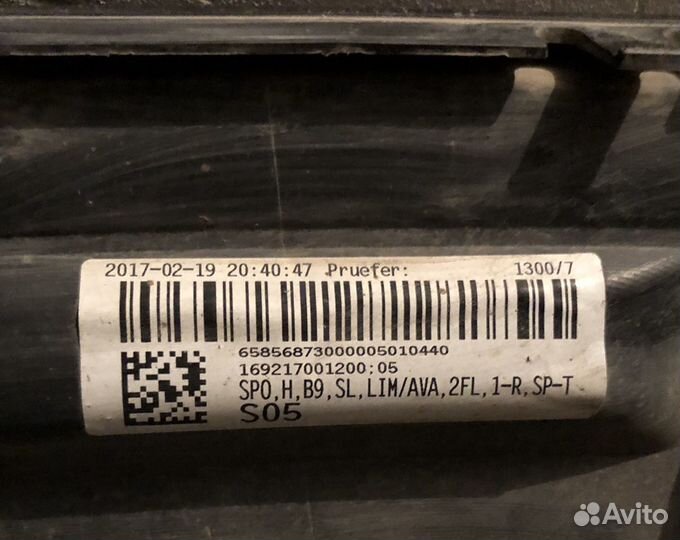 2017-02-19 20:40:47 Pruefer: 1300/7
65856873000005010440
169217001200;05
SPO,H,B9,SL,LIM/AVA,2FL,1-R,SP-T
S05
Avito